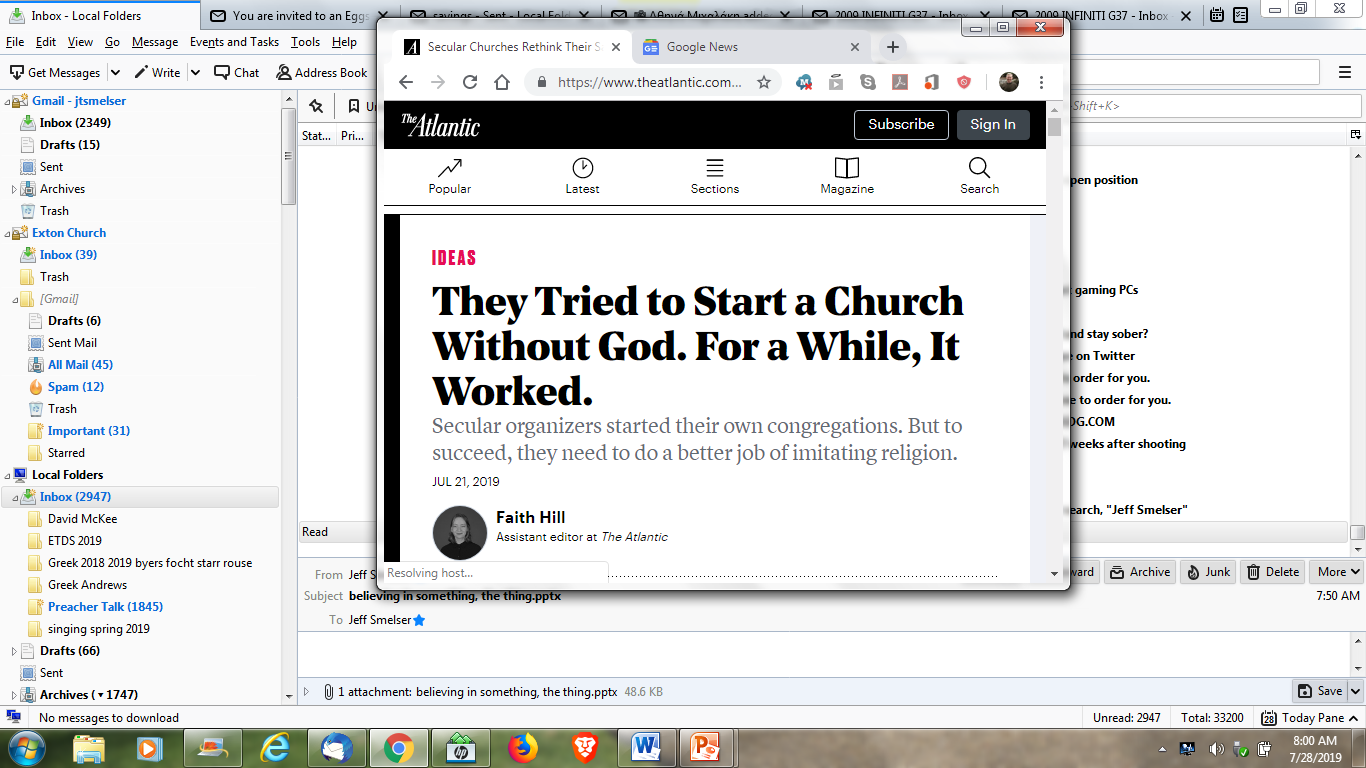 Inbox - Local Folders
You are invited to an Eggs
sayings - Sent - Local Fold
Αθηνά Μιχαλάκη adde
2009 INFINITI G37 - Inbox
2009 INFINITI G37 - Inbox -
File Edit View Go Message Events and Tasks Tools Help
Get Messages Write Chat Address Book
Shift+K>
Gmail - jtsmelser
Inbox (2349)
Drafts (15)
Sent
Archives
Trash
Exton Church
Inbox (39)
Trash
[Gmail]
Drafts (6)
Sent Mail
All Mail (45)
Spam (12)
Trash
Important (31)
Starred
Local Folders
Inbox (2947)
David McKee
ETDS 2019
Greek 2018 2019 byers focht starr rouse
Greek Andrews
Preacher Talk (1845)
singing spring 2019
Drafts (66)
Sent
Archives (▾ 1747)
Stat... Pri...
Read
Secular Churches Rethink Their S
Google News
https://www.theatlantic.com...
The Atlantic
Subscribe Sign In
Popular Latest Sections Magazine Search
IDEAS
They Tried to Start a Church
Without God. For a While, It
Worked.
Secular organizers started their own congregations. But to
succeed, they need to do a better job of imitating religion.
JUL 21, 2019
Faith Hill
Assistant editor at The Atlantic
Resolving host...
pen position
gaming PCs
nd stay sober?
e on Twitter
order for you.
e to order for you.
OG.COM
weeks after shooting
earch, "Jeff Smelser"
ward Archive Junk Delete More
From Jeff S
Subject believing in something, the thing.pptx 7:50 AM
To Jeff Smelser
1 attachment: believing in something, the thing.pptx 48.6 KB
Save
No messages to download
Unread: 2947 Total: 33200 28 Today Pane
8:00 AM
7/28/2019